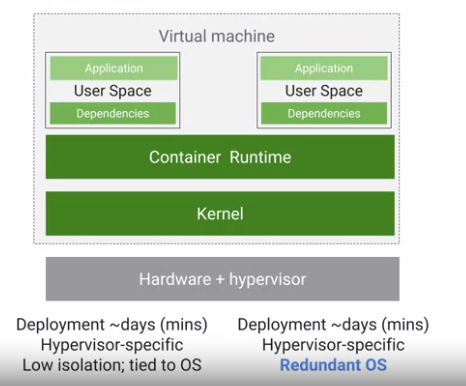 Virtual machine
Application
User Space
Dependencies
Application
User Space
Dependencies
Container Runtime
Kernel
Hardware + hypervisor
Deployment ~days (mins)
Hypervisor-specific
Low isolation; tied to OS
Deployment ~days (mins)
Hypervisor-specific
Redundant OS